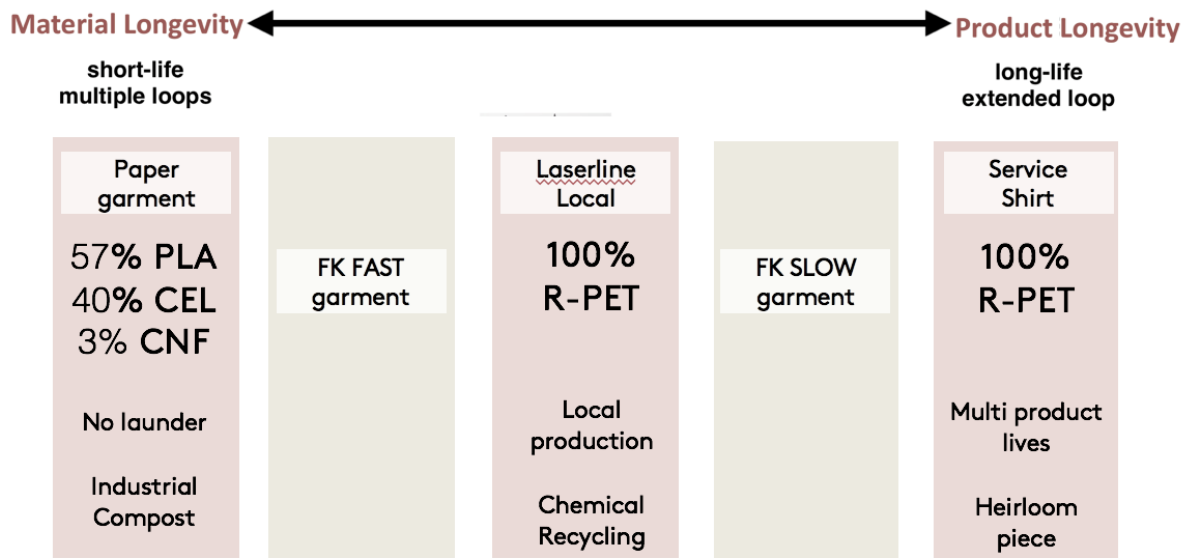 Material Longevity
Product Longevity
short-life
multiple loops
long-life
extended loop
Paper
garment
57% PLA
40% CEL
3% CNF
No launder
Industrial
Compost
FK FAST
garment
Laserline
Local
100%
R-PET
Local
production
Chemical
Recycling
FK SLOW
garment
Service
Shirt
100%
R-PET
Multi product
lives
Heirloom
piece